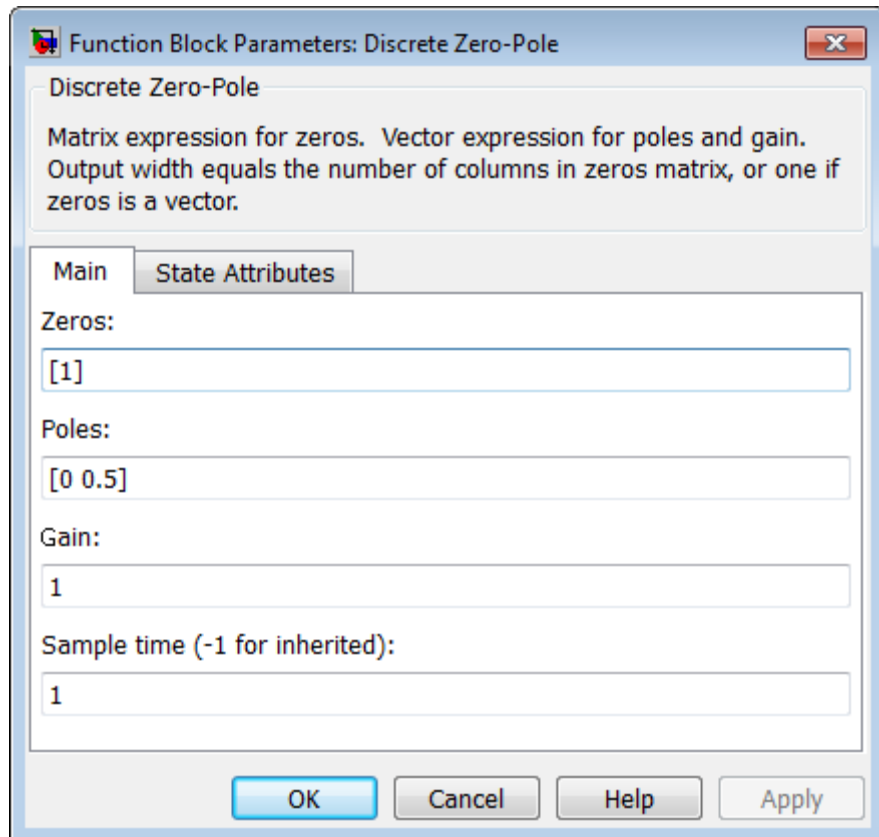 Function Block Parameters: Discrete Zero-Pole
Discrete Zero-Pole
Matrix expression for zeros.  Vector expression for poles and gain.
Output width equals the number of columns in zeros matrix, or one if
zeros is a vector.
Main State Attributes
Zeros:
[1]
Poles:
[0 0.5]
Gain:
1
Sample time (-1 for inherited):
1
OK Cancel Help Apply